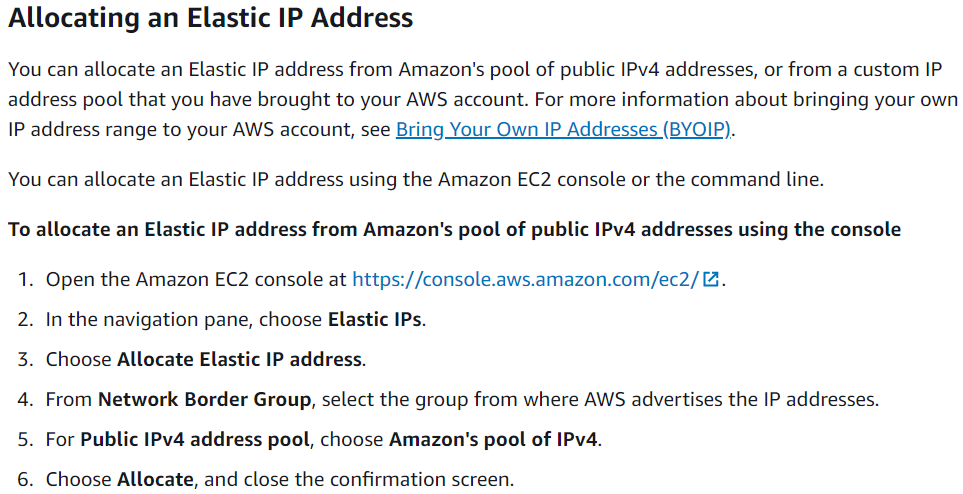 Allocating an Elastic IP Address
You can allocate an Elastic IP address from Amazon's pool of public IPv4 addresses, or from a custom IP
address pool that you have brought to your AWS account. For more information about bringing your own
IP address range to your AWS account, see Bring Your Own IP Addresses (BYOIP).
You can allocate an Elastic IP address using the Amazon EC2 console or the command line.
To allocate an Elastic IP address from Amazon's pool of public IPv4 addresses using the console
1. Open the Amazon EC2 console at https://console.aws.amazon.com/ec2/.
2. In the navigation pane, choose Elastic IPs.
3. Choose Allocate Elastic IP address.
4. From Network Border Group, select the group from where AWS advertises the IP addresses.
5. For Public IPv4 address pool, choose Amazon's pool of IPv4.
6. Choose Allocate, and close the confirmation screen.